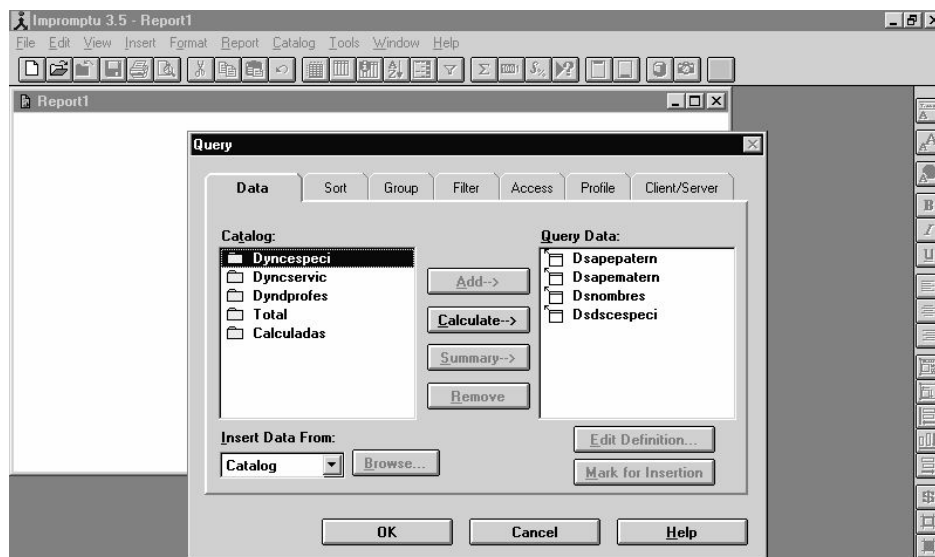 Impromptu 3.5 - Report1
File Edit View Insert Format Report Catalog Tools Window Help
Report1
Query
Data Sort Group Filter Access Profile Client/Server
Catalog: Query Data:
Dyncespeci Dsapepatern
Dyncservic Dsapematern
Dyndprofes Dsnombres
Total Dsdscespeci
Calculadas
Add-->
Calculate-->
Summary-->
Remove
Insert Data From: Edit Definition...
Catalog Browse... Mark for Insertion
OK Cancel Help
B
I
U
$